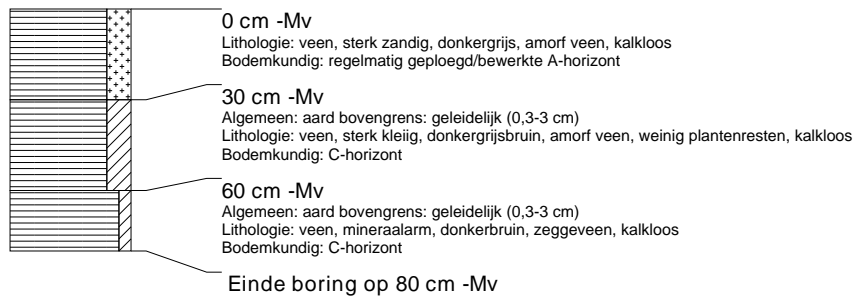 0 cm -Mv
Lithologie: veen, sterk zandig, donkergrijs, amorf veen, kalkloos
Bodemkundig: regelmatig geploegd/bewerkte A-horizont
30 cm -Mv
Algemeen: aard bovengrens: geleidelijk (0,3-3 cm)
Lithologie: veen, sterk kleiig, donkergrijsbruin, amorf veen, weinig plantenresten, kalkloos
Bodemkundig: C-horizont
60 cm -Mv
Algemeen: aard bovengrens: geleidelijk (0,3-3 cm)
Lithologie: veen, mineraalarm, donkerbruin, zeggeveen, kalkloos
Bodemkundig: C-horizont
Einde boring op 80 cm -Mv